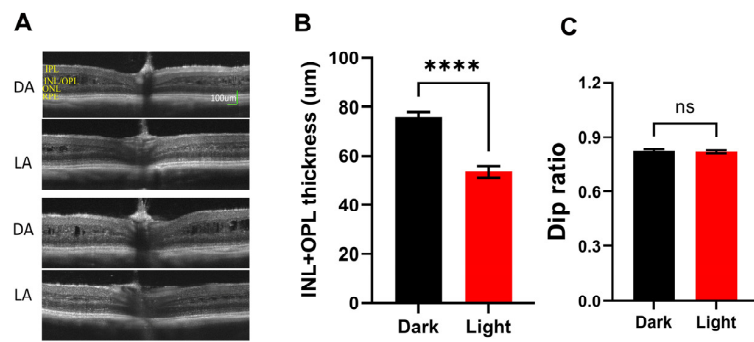 A
DA
IPL
INL/OPL
ONL
RPE
100um
LA
DA
LA
B
INL+OPL thickness (um)
100
80
60
40
20
0
****
Dark
Light
C
Dip ratio
1.2
0.9
0.6
0.3
0.0
ns
Dark
Light